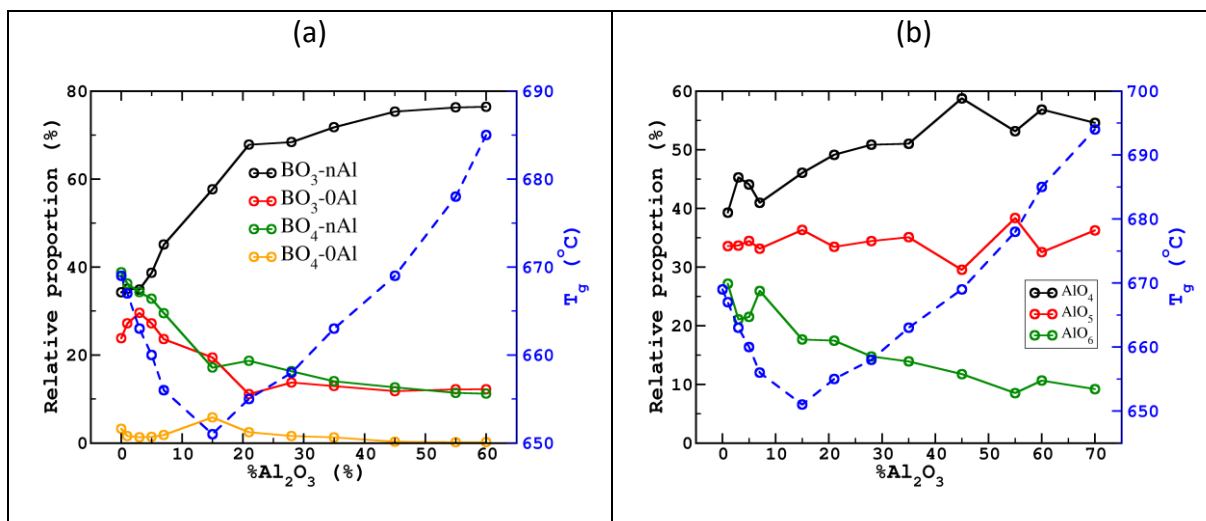 (a)
Relative proportion (%)
80
60
40
20
0
BO3-nAl
BO3-0Al
BO4-nAl
BO4-0Al
690
680
670
660
650
Tg (°C)
0 10 20 30 40 50 60
%Al2O3 (%)
(b)
Relative proportion (%)
60
50
40
30
20
10
0
AlO4
AlO5
AlO6
700
690
680
670
660
650
Tg (°C)
0 10 20 30 40 50 60 70
%Al2O3